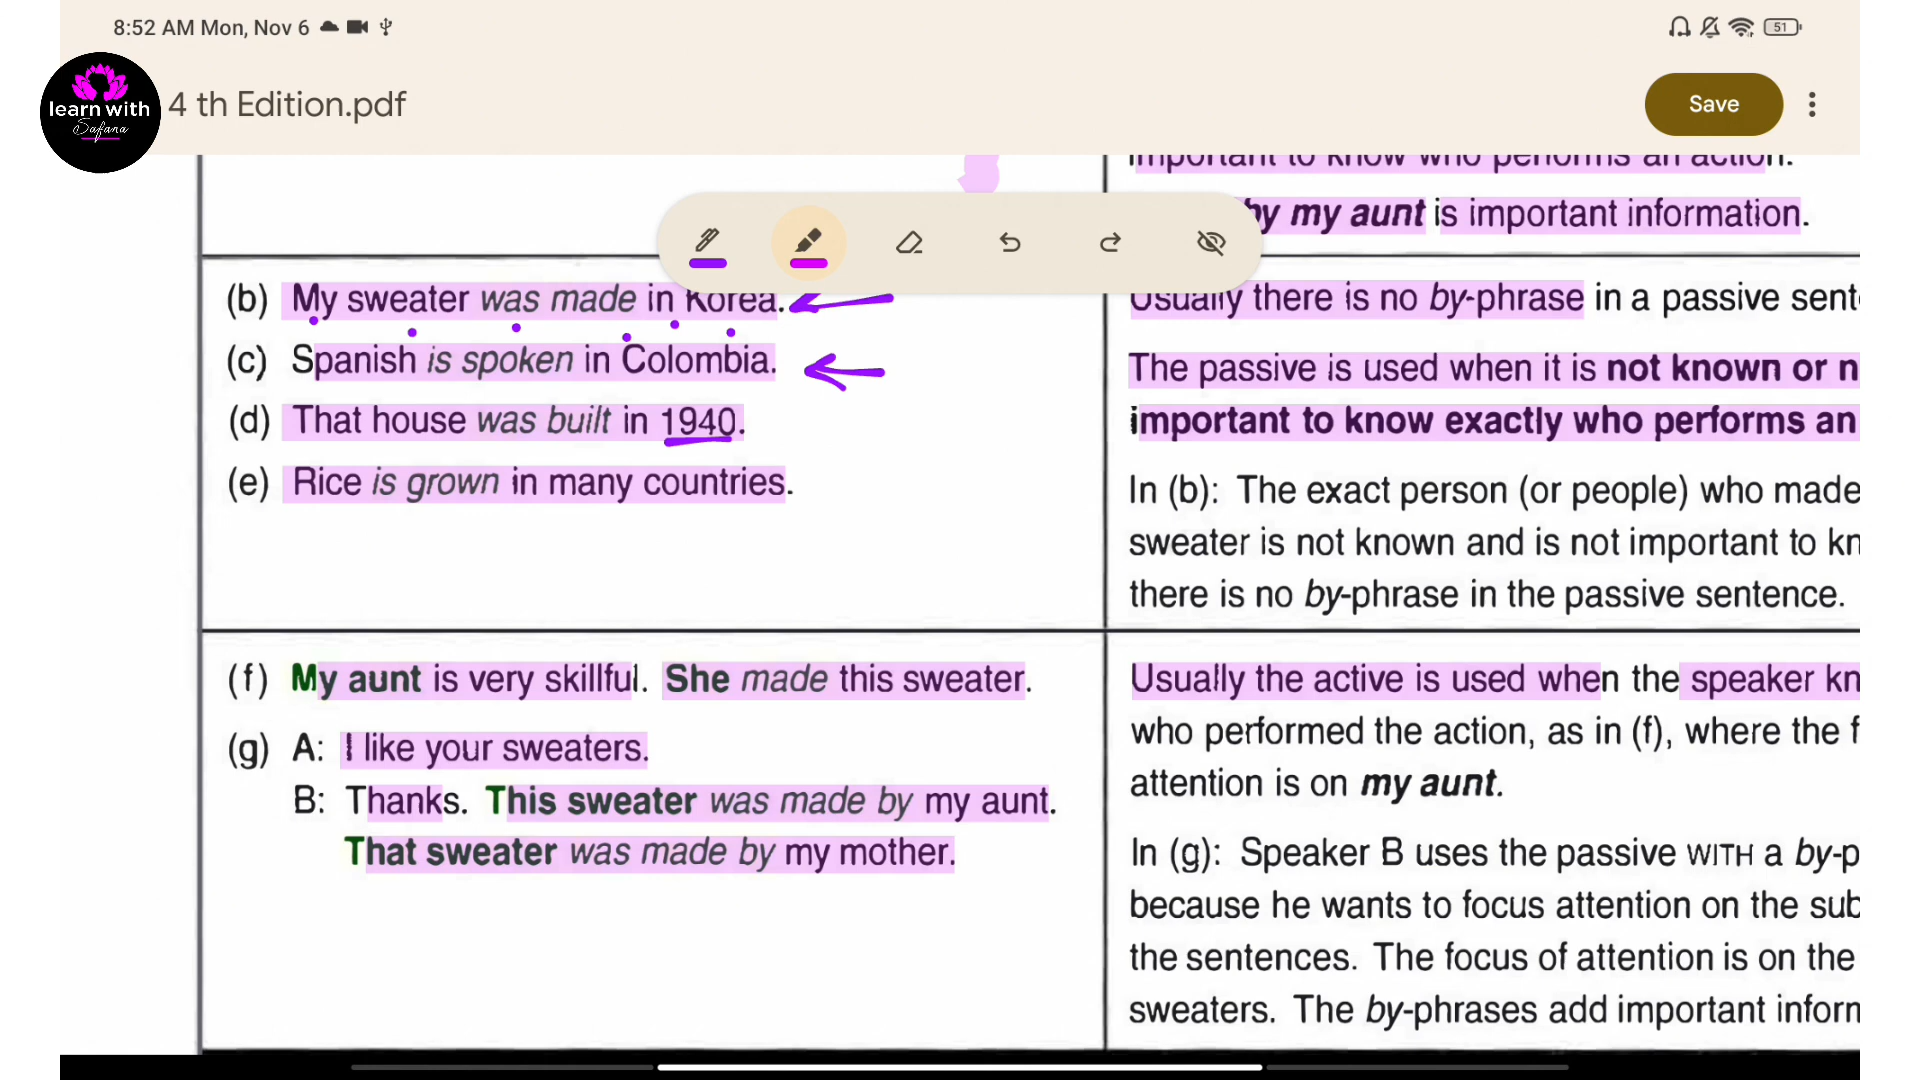 8:52 AM Mon, Nov 6
51
learn with
Safana
4 th Edition.pdf
Save
important to know who performs an action.
by my aunt is important information.
(b) My sweater was made in Korea.
Usually there is no by-phrase in a passive sent
(c) Spanish is spoken in Colombia.
The passive is used when it is not known or n
(d) That house was built in 1940.
important to know exactly who performs an
(e) Rice is grown in many countries.
In (b): The exact person (or people) who made
sweater is not known and is not important to kn
there is no by-phrase in the passive sentence.
(f) My aunt is very skillful. She made this sweater.
Usually the active is used when the speaker kn
who performed the action, as in (f), where the f
attention is on my aunt.
(g) A: I like your sweaters.
B: Thanks. This sweater was made by my aunt.
That sweater was made by my mother.
In (g): Speaker B uses the passive WITH a by-p
because he wants to focus attention on the sub
the sentences. The focus of attention is on the
sweaters. The by-phrases add important inform